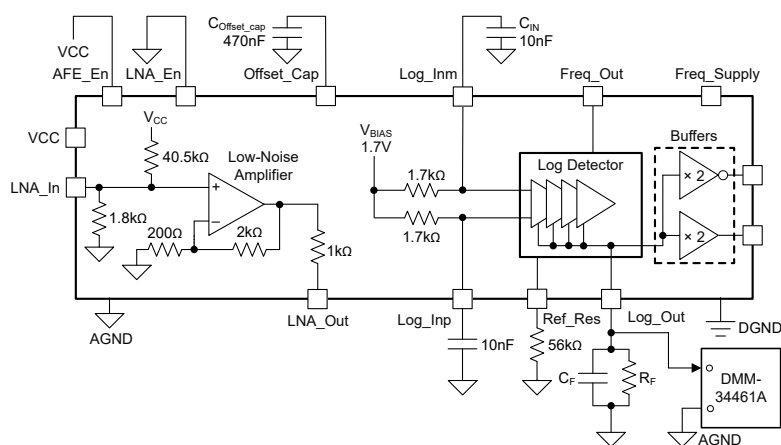 VCC
AFE_En
LNA_En
C_Offset_cap
470nF
Offset_Cap
Log_Inm
C_IN
10nF
Freq_Out
Freq_Supply
VCC
V_CC
40.5kΩ
Low-Noise
Amplifier
LNA_In
+
−
1.8kΩ
200Ω
2kΩ
1kΩ
V_BIAS
1.7V
1.7kΩ
1.7kΩ
Log Detector
Buffers
× 2
× 2
AGND
LNA_Out
Log_Inp
10nF
Ref_Res
56kΩ
Log_Out
C_F
R_F
DGND
DMM-
34461A
AGND